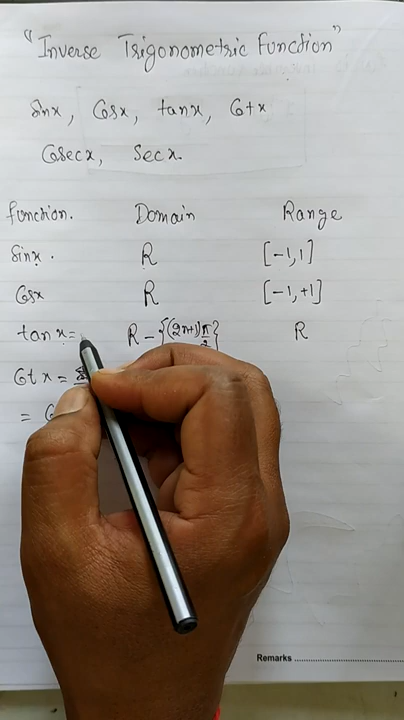 "Inverse Trigonometric Function"
Sinx, Cosx, tanx, Cotx
Cosecx, Secx.
function. Domain Range
Sinx. R [-1,1]
Cosx R [-1,+1]
tan x = R - {(2n+1)π/2} R
Cot x =
=
Remarks